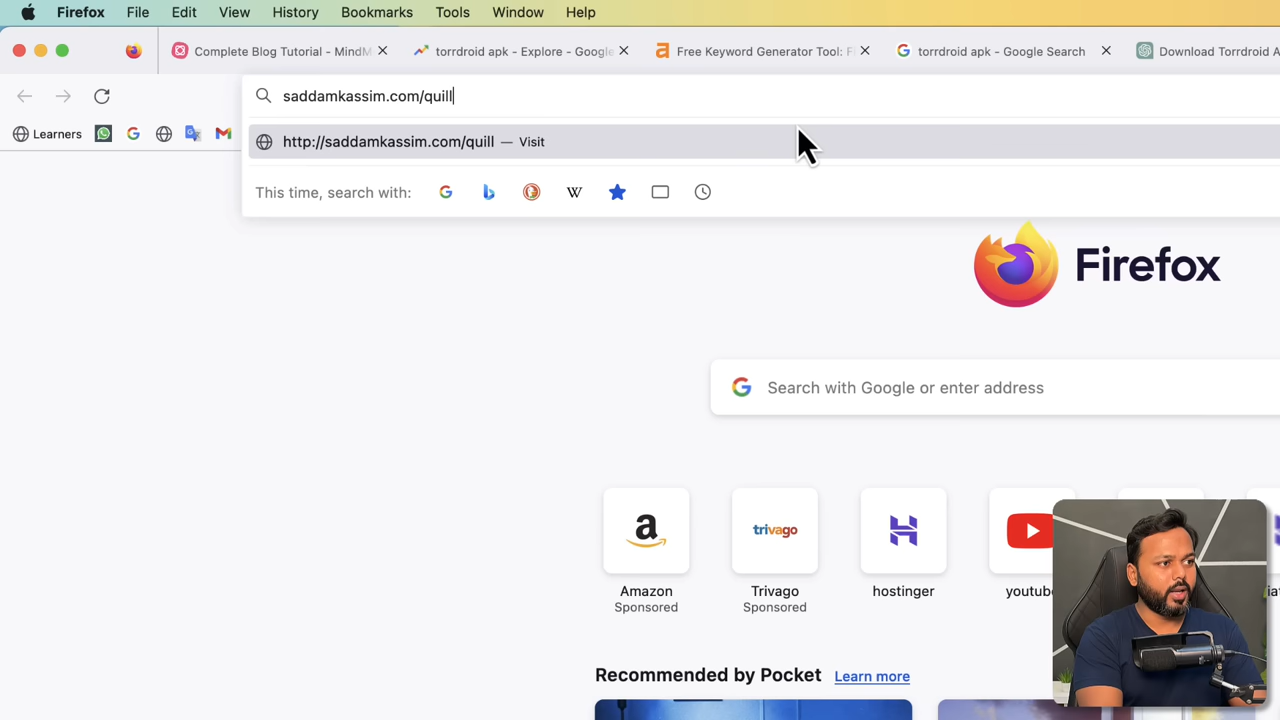 Firefox File Edit View History Bookmarks Tools Window Help
Complete Blog Tutorial - MindM torrdroid apk - Explore - Google Free Keyword Generator Tool: F torrdroid apk - Google Search Download Torrdroid A
saddamkassim.com/quill
Learners
http://saddamkassim.com/quill — Visit
This time, search with:
Firefox
Search with Google or enter address
Amazon Trivago hostinger youtube
Sponsored Sponsored
Recommended by Pocket Learn more